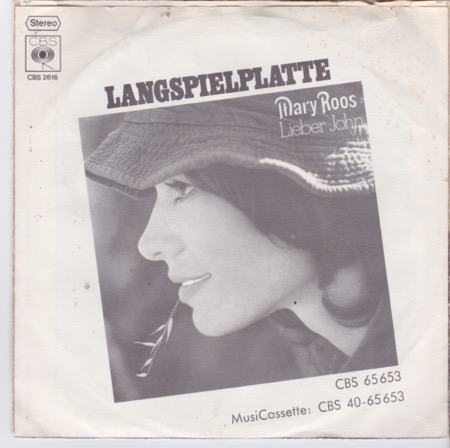 Stereo
CBS
CBS 2616
LANGSPIELPLATTE
Mary Roos
Lieber John
CBS 65 653
MusiCassette: CBS 40-65 653